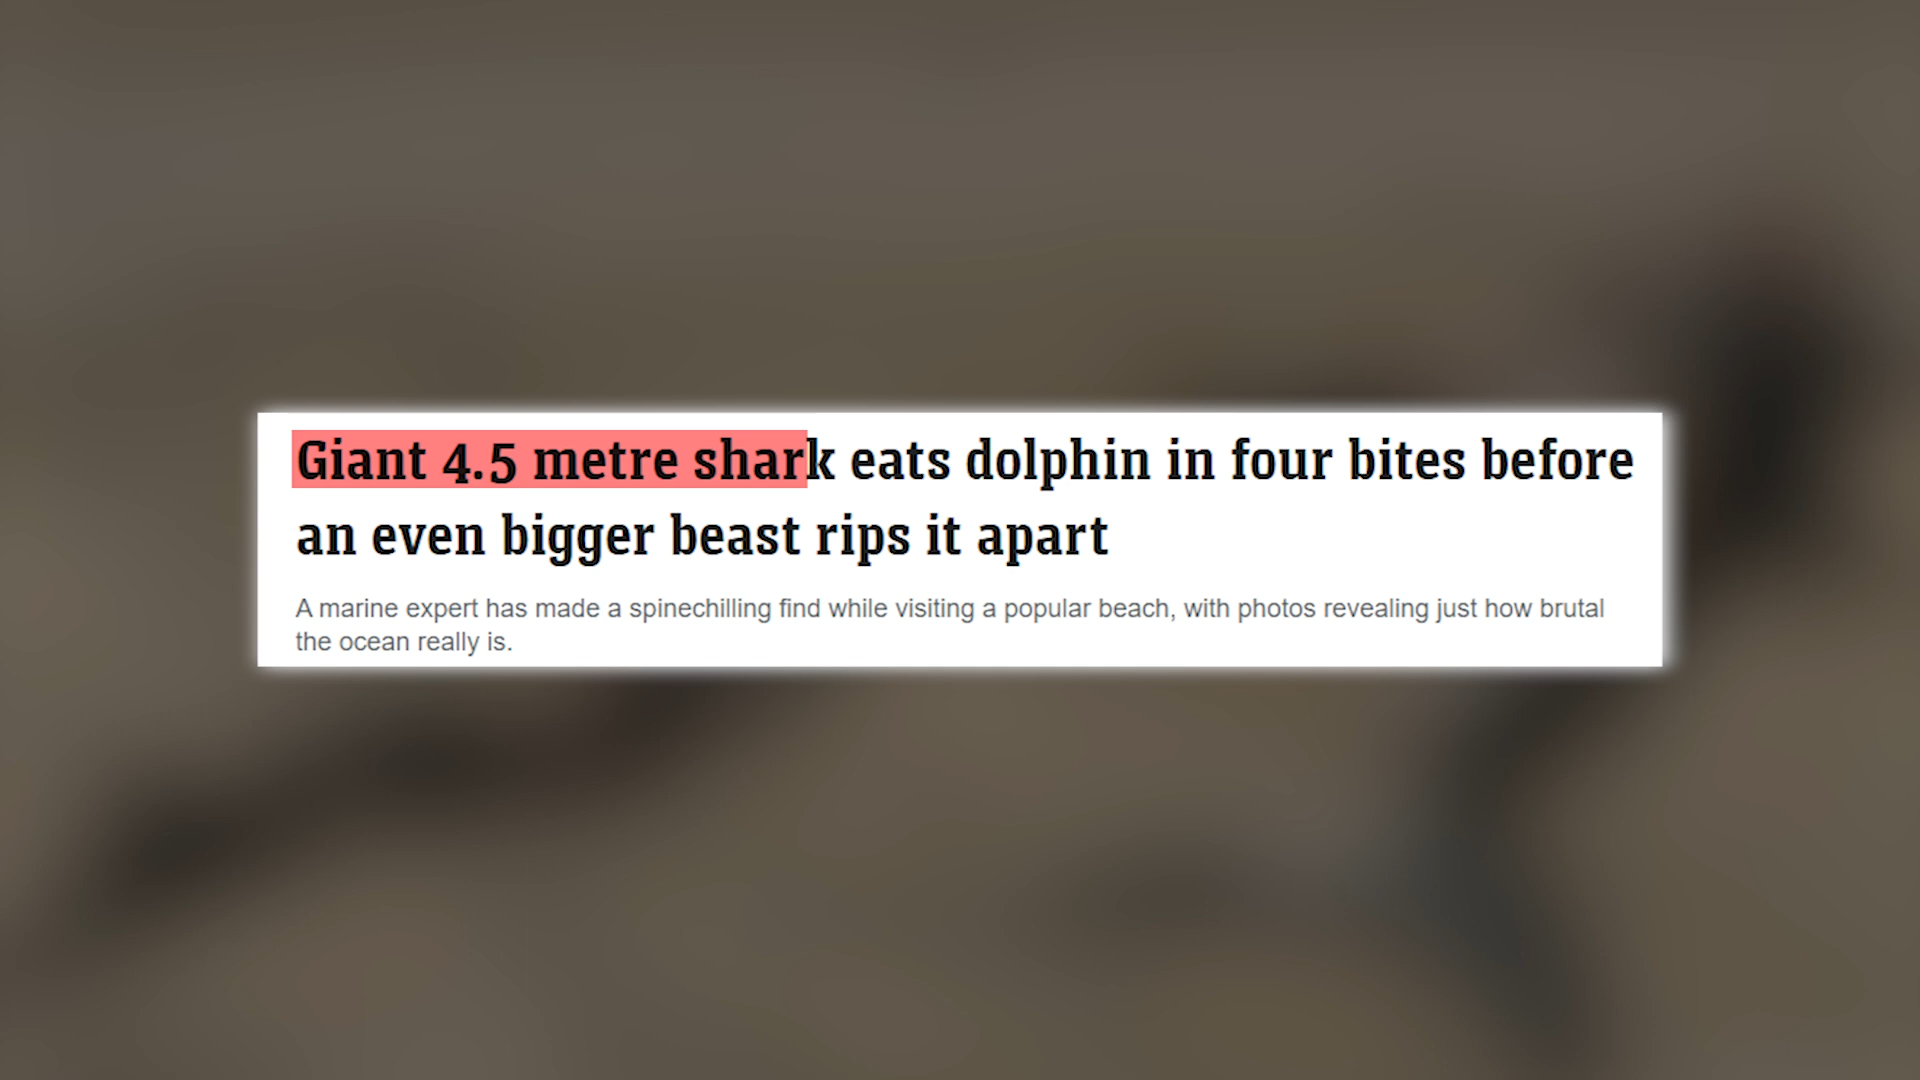 Giant 4.5 metre shark eats dolphin in four bites before
an even bigger beast rips it apart
A marine expert has made a spinechilling find while visiting a popular beach, with photos revealing just how brutal
the ocean really is.